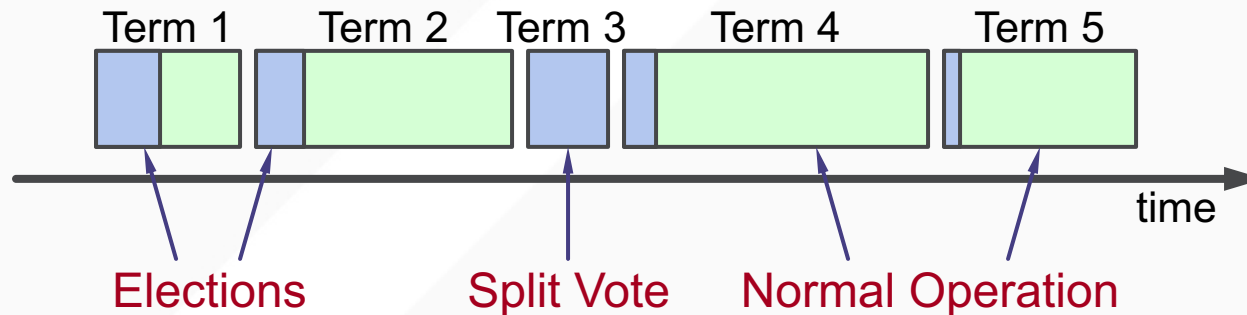 Term 1 Term 2 Term 3 Term 4 Term 5
time
Elections Split Vote Normal Operation